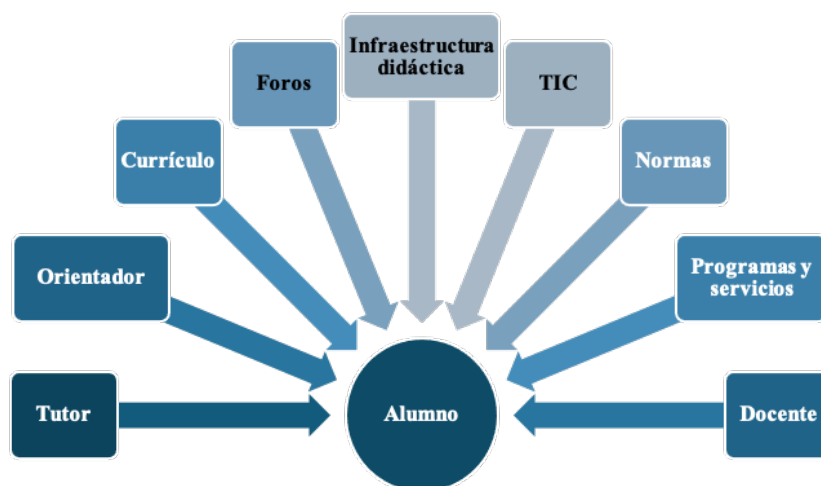 Infraestructura
didáctica
Foros
TIC
Currículo
Normas
Orientador
Programas y
servicios
Tutor
Alumno
Docente